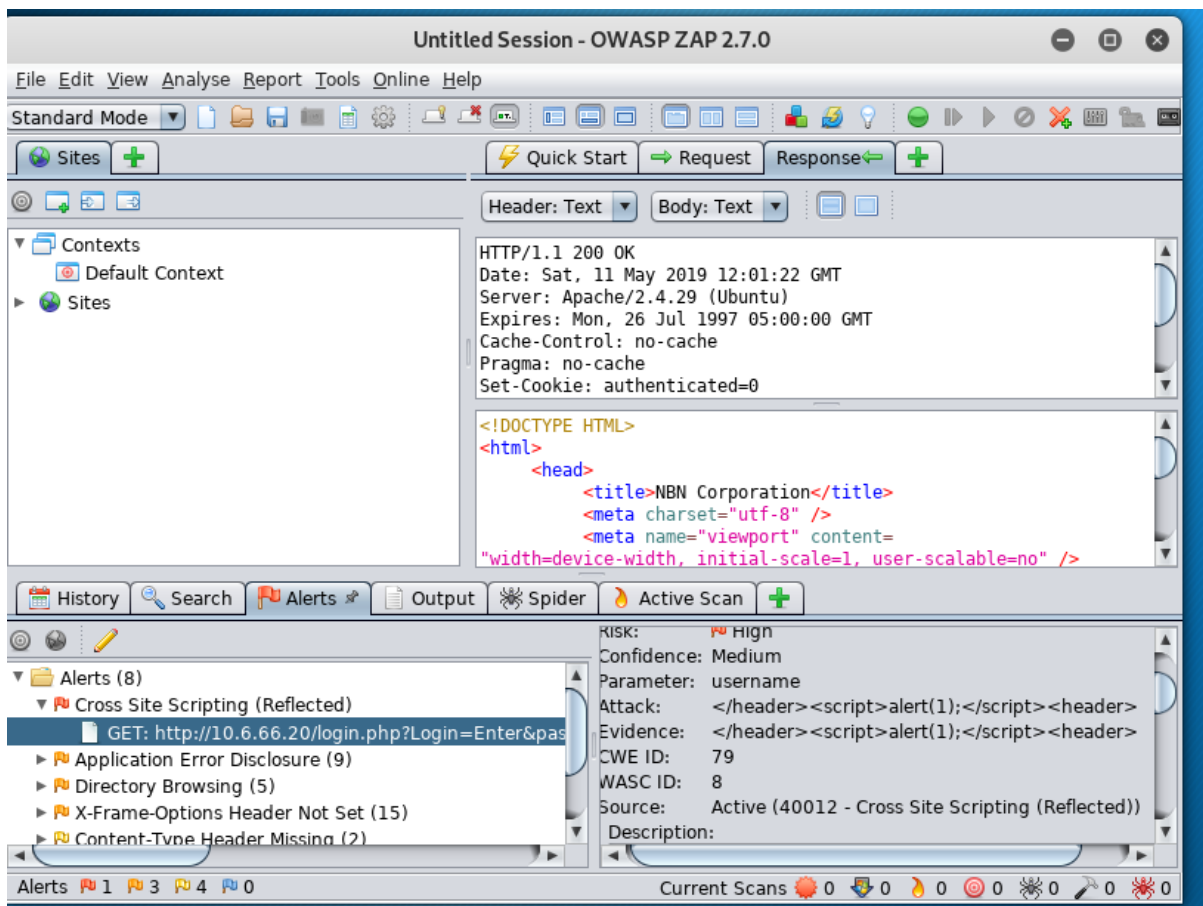 Untitled Session - OWASP ZAP 2.7.0
File Edit View Analyse Report Tools Online Help
Standard Mode
Sites
Quick Start
Request
Response
Header: Text
Body: Text
Contexts
Default Context
Sites
HTTP/1.1 200 OK
Date: Sat, 11 May 2019 12:01:22 GMT
Server: Apache/2.4.29 (Ubuntu)
Expires: Mon, 26 Jul 1997 05:00:00 GMT
Cache-Control: no-cache
Pragma: no-cache
Set-Cookie: authenticated=0
<!DOCTYPE HTML>
<html>
<head>
<title>NBN Corporation</title>
<meta charset="utf-8" />
<meta name="viewport" content=
"width=device-width, initial-scale=1, user-scalable=no" />
History
Search
Alerts
Output
Spider
Active Scan
Alerts (8)
Cross Site Scripting (Reflected)
GET: http://10.6.66.20/login.php?Login=Enter&pas
Application Error Disclosure (9)
Directory Browsing (5)
X-Frame-Options Header Not Set (15)
Content-Type Header Missing (2)
Risk: High
Confidence: Medium
Parameter: username
Attack: </header><script>alert(1);</script><header>
Evidence: </header><script>alert(1);</script><header>
CWE ID: 79
WASC ID: 8
Source: Active (40012 - Cross Site Scripting (Reflected))
Description:
Alerts 1 3 4 0
Current Scans 0 0 0 0 0 0 0